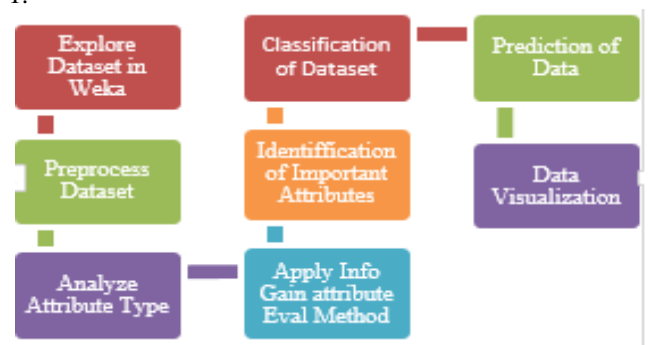 Explore
Dataset in
Weka
Preprocess
Dataset
Analyze
Attribute Type
Apply Info
Gain attribute
Eval Method
Identiffication
of Important
Attributes
Classification
of Dataset
Prediction of
Data
Data
Visualization